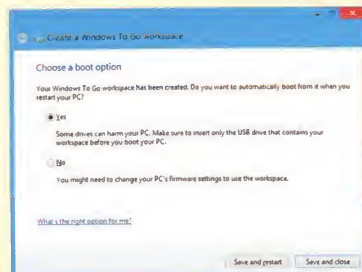 Create a Windows To Go workspace
Choose a boot option
Your Windows To Go workspace has been created. Do you want to automatically boot from it when you
restart your PC?
Yes
Some drives can harm your PC. Make sure to insert only the USB drive that contains your
workspace before you boot your PC.
No
You might need to change your PC's firmware settings to use the workspace.
What's the right option for me?
Save and restart
Save and close